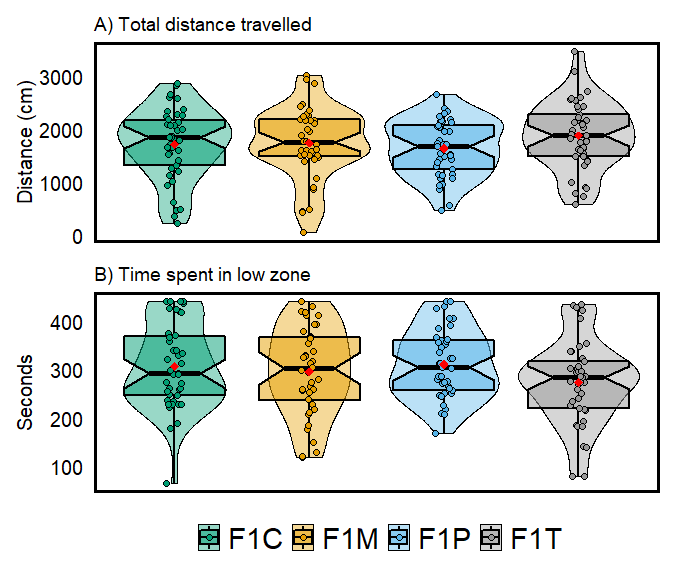 A) Total distance travelled
Distance (cm)
3000
2000
1000
0
B) Time spent in low zone
Seconds
400
300
200
100
F1C F1M F1P F1T